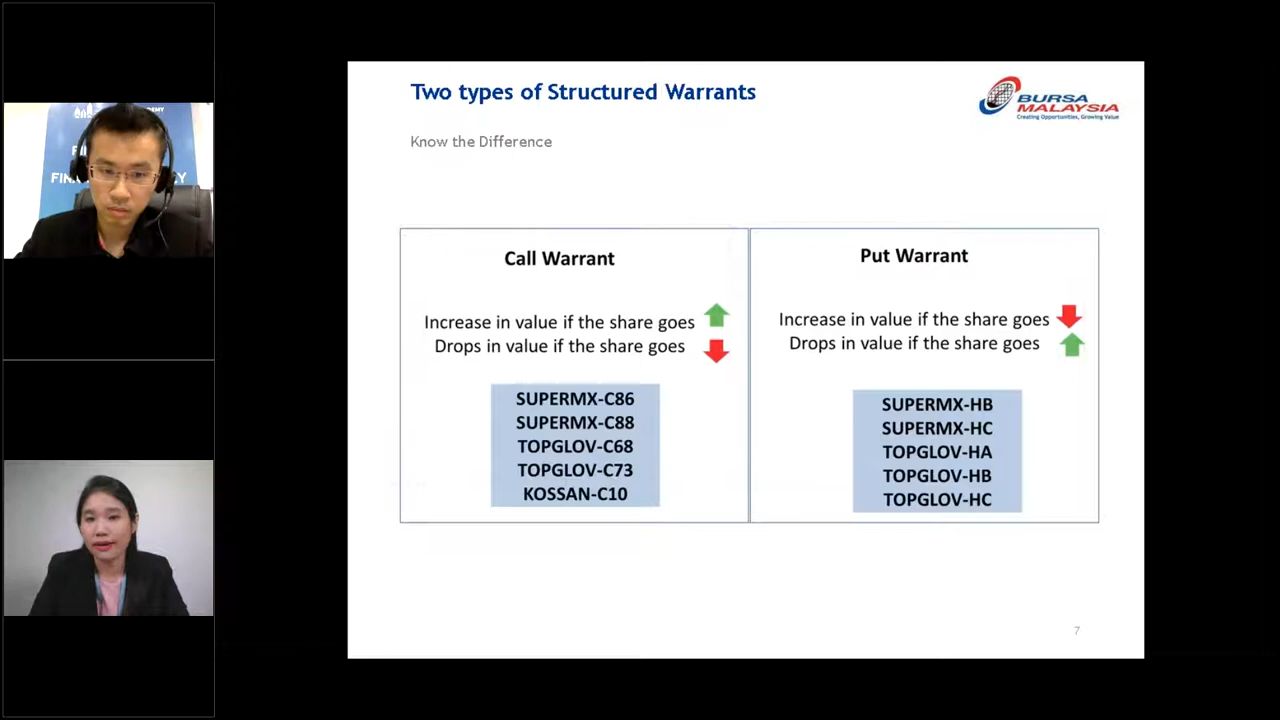 Two types of Structured Warrants
BURSA
MALAYSIA
Creating Opportunities, Growing Value
Know the Difference
Call Warrant
Increase in value if the share goes
Drops in value if the share goes
SUPERMX-C86
SUPERMX-C88
TOPGLOV-C68
TOPGLOV-C73
KOSSAN-C10
Put Warrant
Increase in value if the share goes
Drops in value if the share goes
SUPERMX-HB
SUPERMX-HC
TOPGLOV-HA
TOPGLOV-HB
TOPGLOV-HC
7